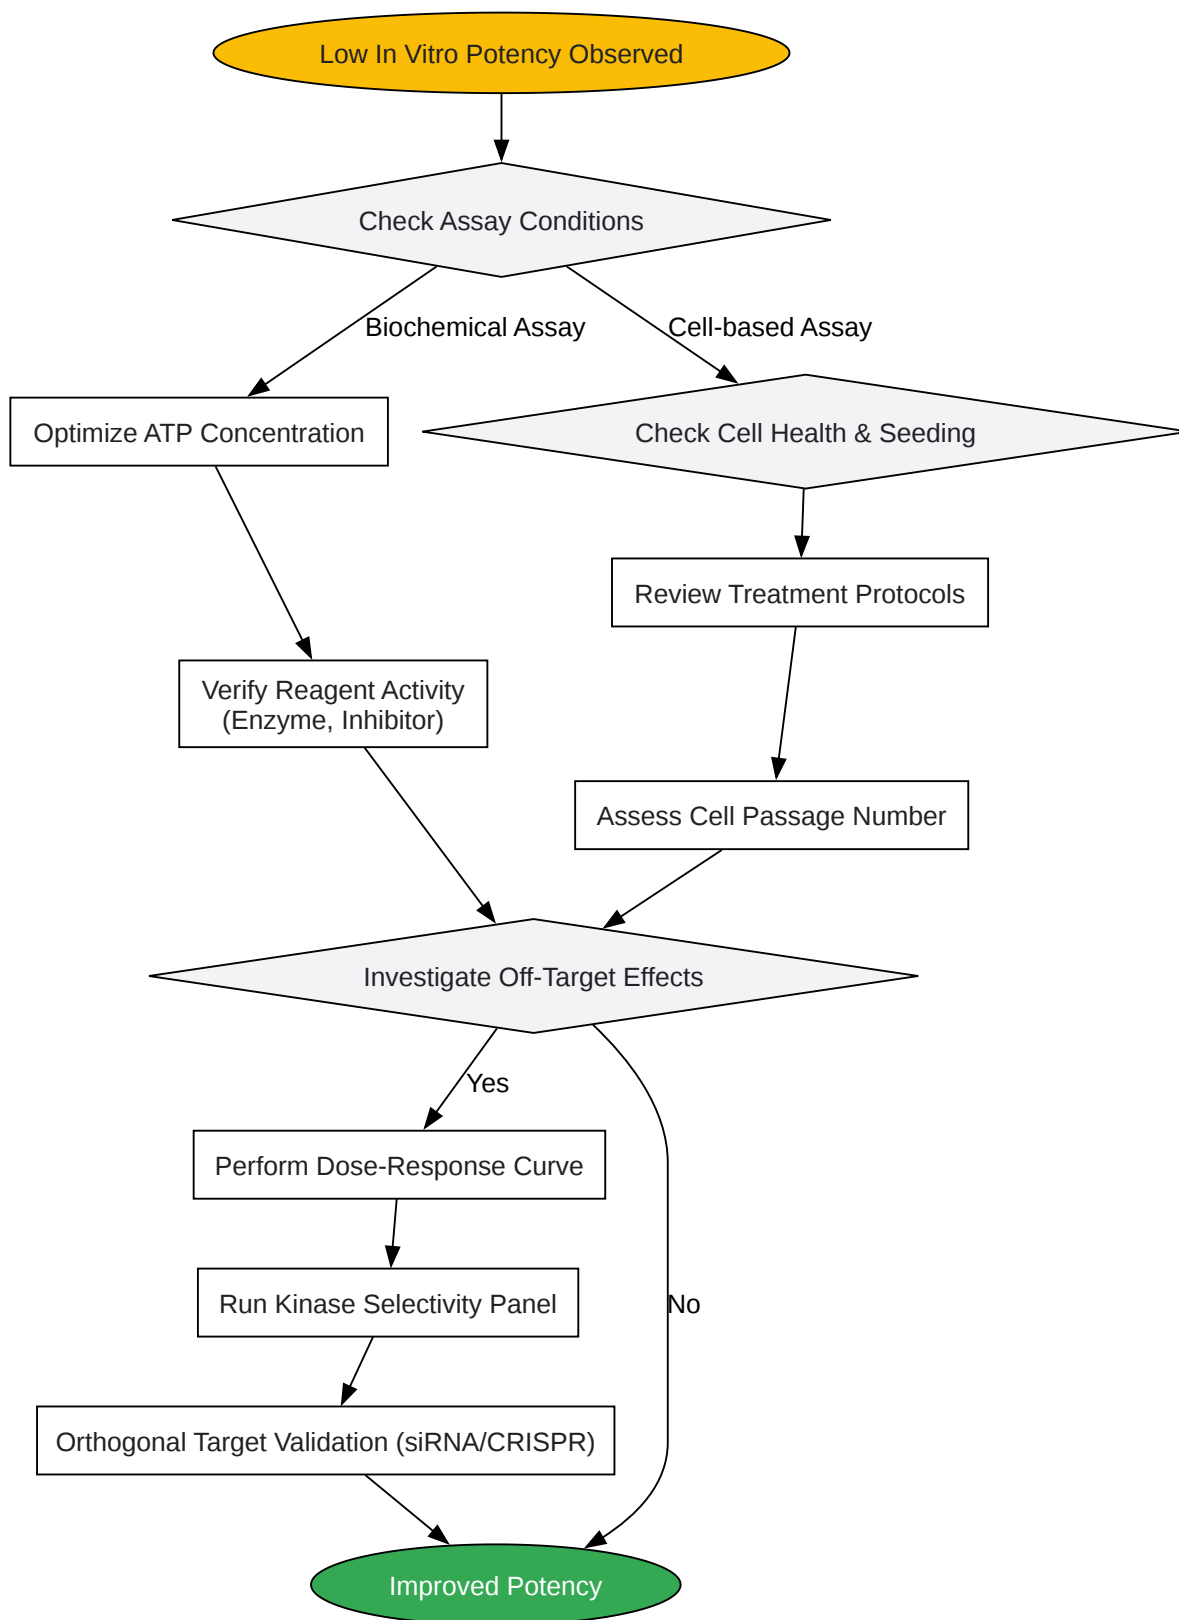 Low In Vitro Potency Observed
Check Assay Conditions
Biochemical Assay
Cell-based Assay
Optimize ATP Concentration
Check Cell Health & Seeding
Review Treatment Protocols
Verify Reagent Activity
(Enzyme, Inhibitor)
Assess Cell Passage Number
Investigate Off-Target Effects
Yes
Perform Dose-Response Curve
Run Kinase Selectivity Panel
No
Orthogonal Target Validation (siRNA/CRISPR)
Improved Potency